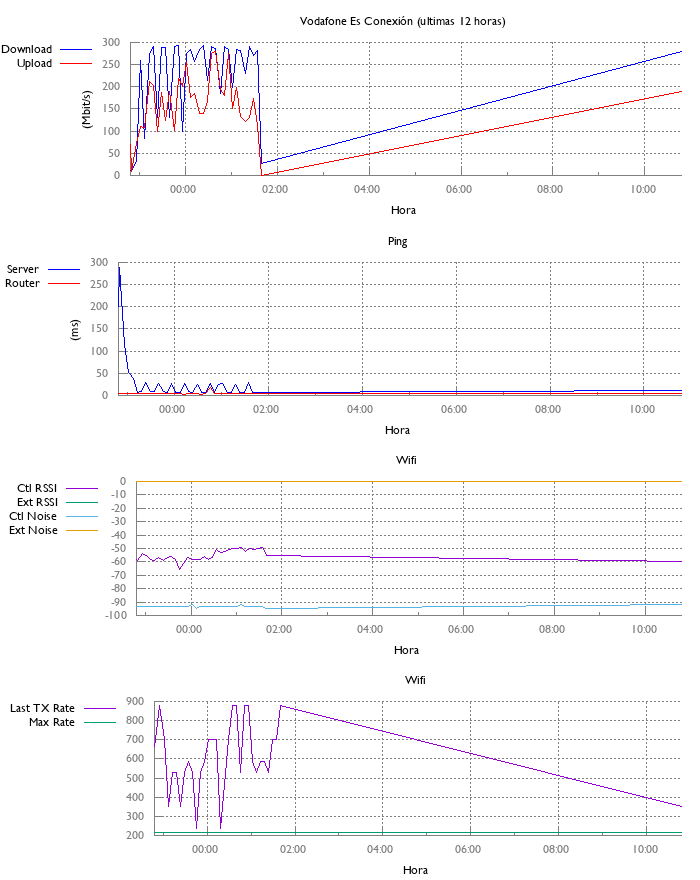 Vodafone Es Conexión (ultimas 12 horas)
Download
Upload
(Mbit/s)
300
250
200
150
100
50
0
00:00 02:00 04:00 06:00 08:00 10:00
Hora
Ping
Server
Router
(ms)
300
250
200
150
100
50
0
00:00 02:00 04:00 06:00 08:00 10:00
Hora
Wifi
Ctl RSSI
Ext RSSI
Ctl Noise
Ext Noise
0
-10
-20
-30
-40
-50
-60
-70
-80
-90
-100
00:00 02:00 04:00 06:00 08:00 10:00
Hora
Wifi
Last TX Rate
Max Rate
900
800
700
600
500
400
300
200
00:00 02:00 04:00 06:00 08:00 10:00
Hora